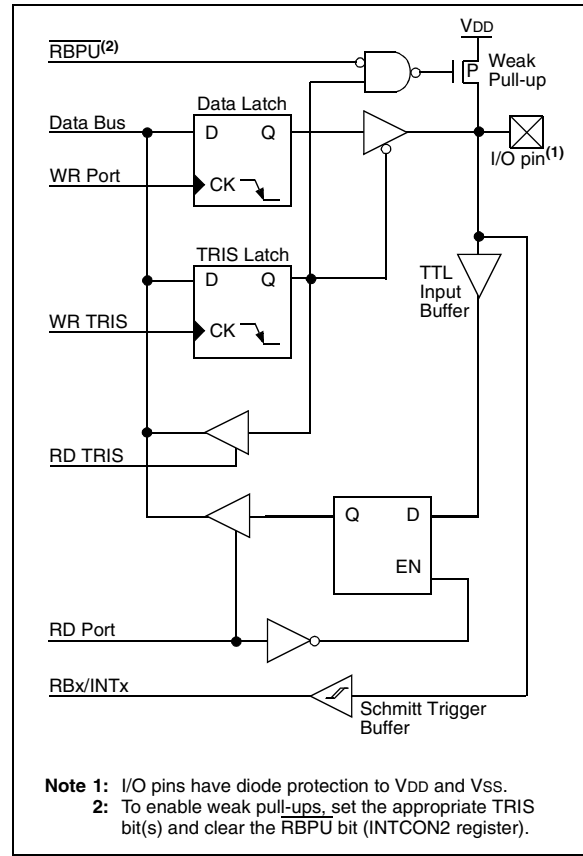 VDD
RBPU(2)
P
Weak
Pull-up
Data Latch
Data Bus
D Q
I/O pin(1)
WR Port
CK
TRIS Latch
D Q
TTL
Input
Buffer
WR TRIS
CK
RD TRIS
Q D
EN
RD Port
RBx/INTx
Schmitt Trigger
Buffer
Note 1: I/O pins have diode protection to VDD and VSS.
2: To enable weak pull-ups, set the appropriate TRIS
bit(s) and clear the RBPU bit (INTCON2 register).